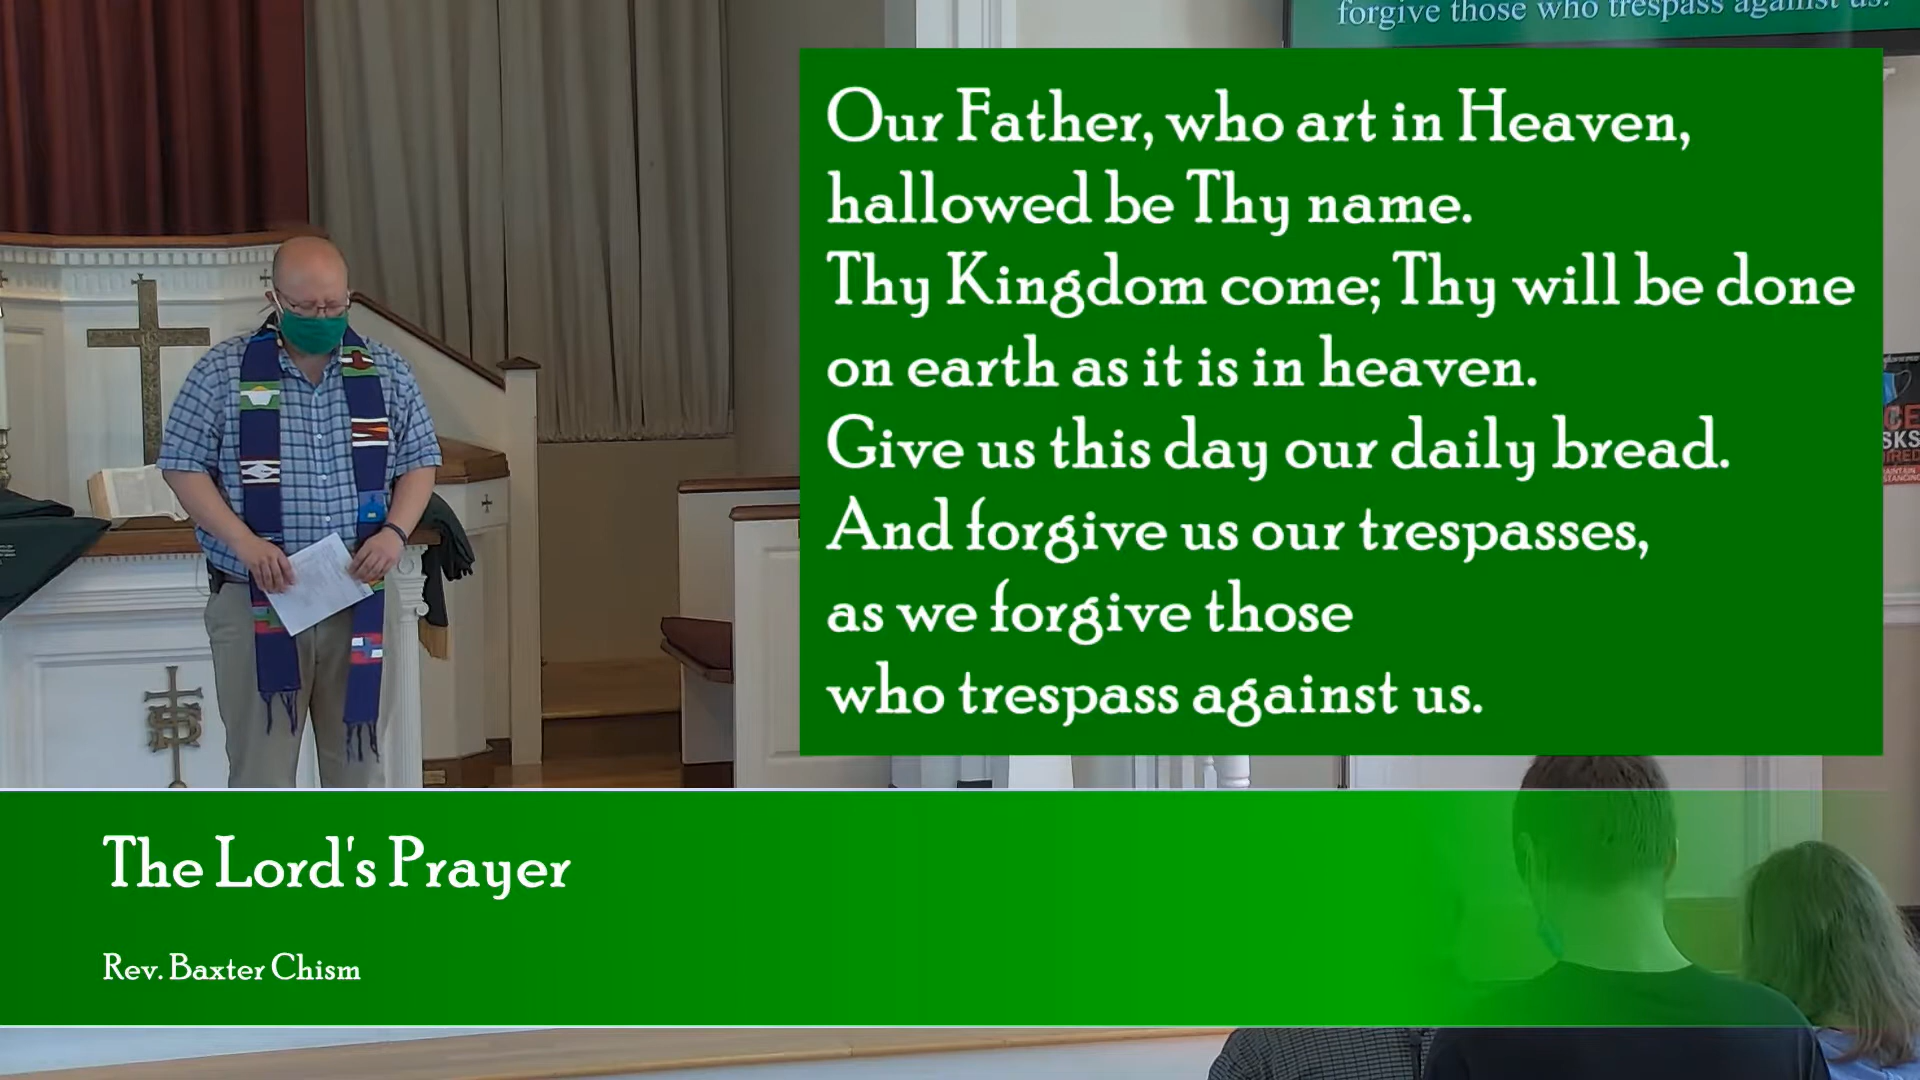 forgive those who trespass against us.
Our Father, who art in Heaven,
hallowed be Thy name.
Thy Kingdom come; Thy will be done
on earth as it is in heaven.
Give us this day our daily bread.
And forgive us our trespasses,
as we forgive those
who trespass against us.
The Lord's Prayer
Rev. Baxter Chism